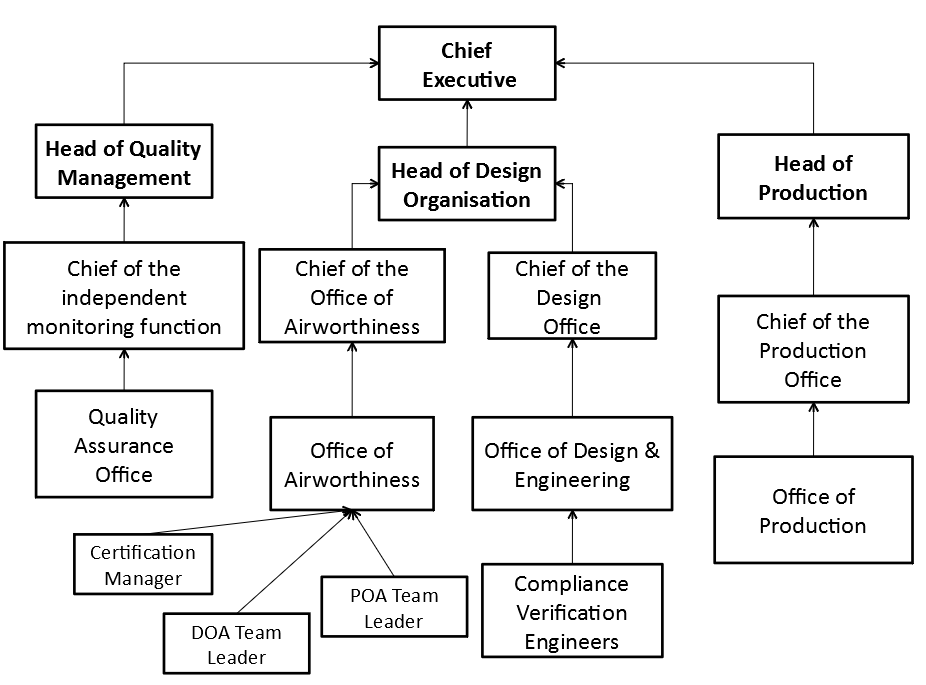 Chief
Executive
Head of Quality
Management
Head of Design
Organisation
Head of
Production
Chief of the
independent
monitoring function
Chief of the
Office of
Airworthiness
Chief of the
Design
Office
Chief of the
Production
Office
Quality
Assurance
Office
Office of
Airworthiness
Office of Design &
Engineering
Office of
Production
Certification
Manager
DOA Team
Leader
POA Team
Leader
Compliance
Verification
Engineers